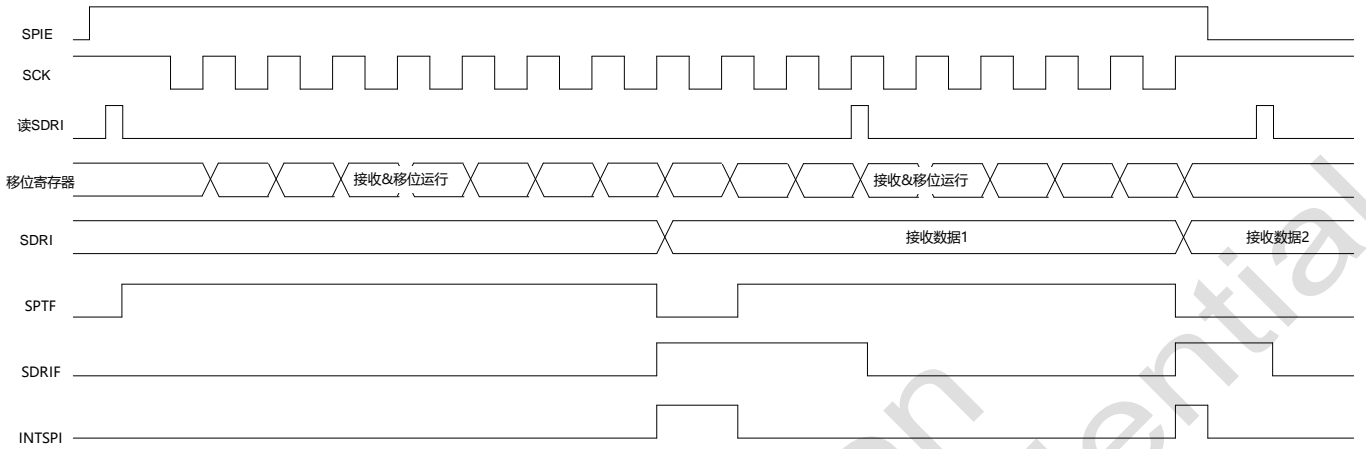 SPIE
SCK
读SDRI
移位寄存器 接收&移位运行 接收&移位运行
SDRI 接收数据1 接收数据2
SPTF
SDRIF
INTSPI